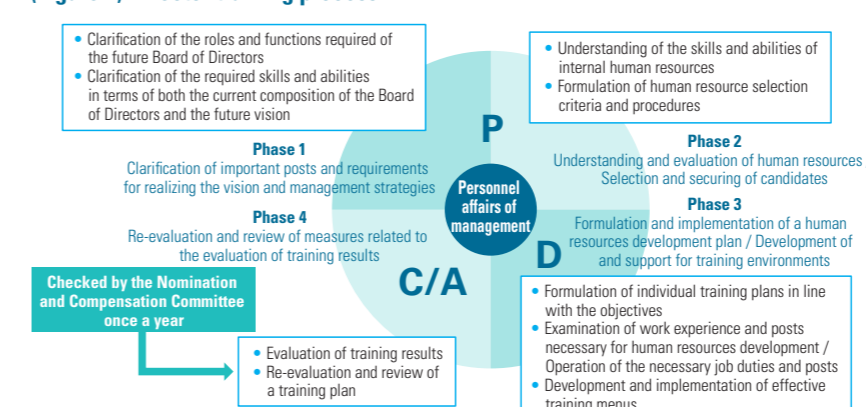 • Clarification of the roles and functions required of
the future Board of Directors
• Clarification of the required skills and abilities
in terms of both the current composition of the Board
of Directors and the future vision
• Understanding of the skills and abilities of
internal human resources
• Formulation of human resource selection
criteria and procedures
P
Phase 1
Clarification of important posts and requirements
for realizing the vision and management strategies
Phase 2
Understanding and evaluation of human resources
Selection and securing of candidates
Personnel
affairs of
management
Phase 4
Re-evaluation and review of measures related to
the evaluation of training results
Phase 3
Formulation and implementation of a human
resources development plan / Development of
and support for training environments
D
C/A
Checked by the Nomination
and Compensation Committee
once a year
• Evaluation of training results
• Re-evaluation and review of
a training plan
• Formulation of individual training plans in line
with the objectives
• Examination of work experience and posts
necessary for human resources development /
Operation of the necessary job duties and posts
• Development and implementation of effective
training menus